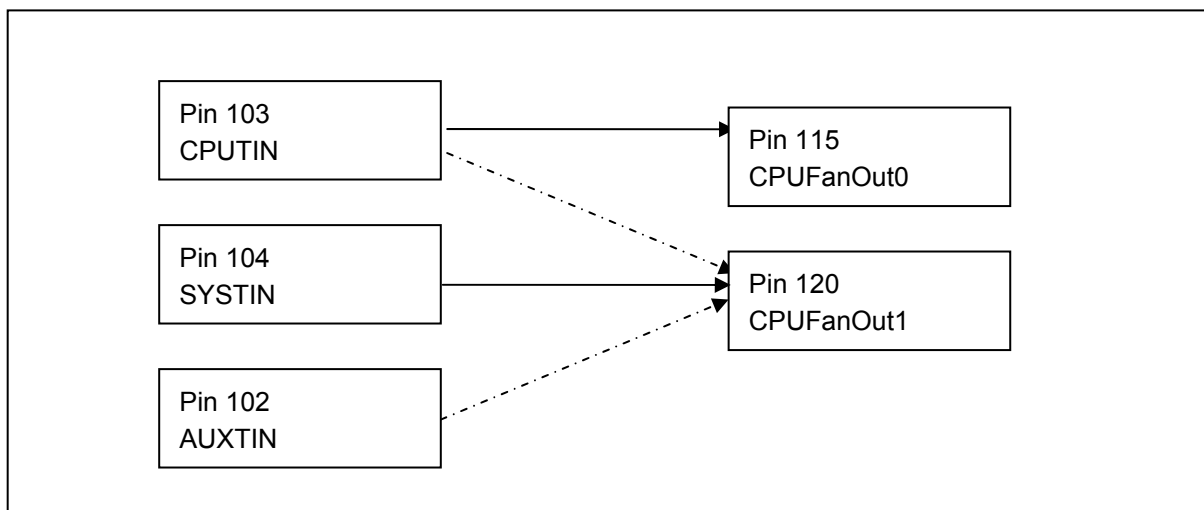 Pin 103
CPUTIN
Pin 104
SYSTIN
Pin 102
AUXTIN
Pin 115
CPUFanOut0
Pin 120
CPUFanOut1